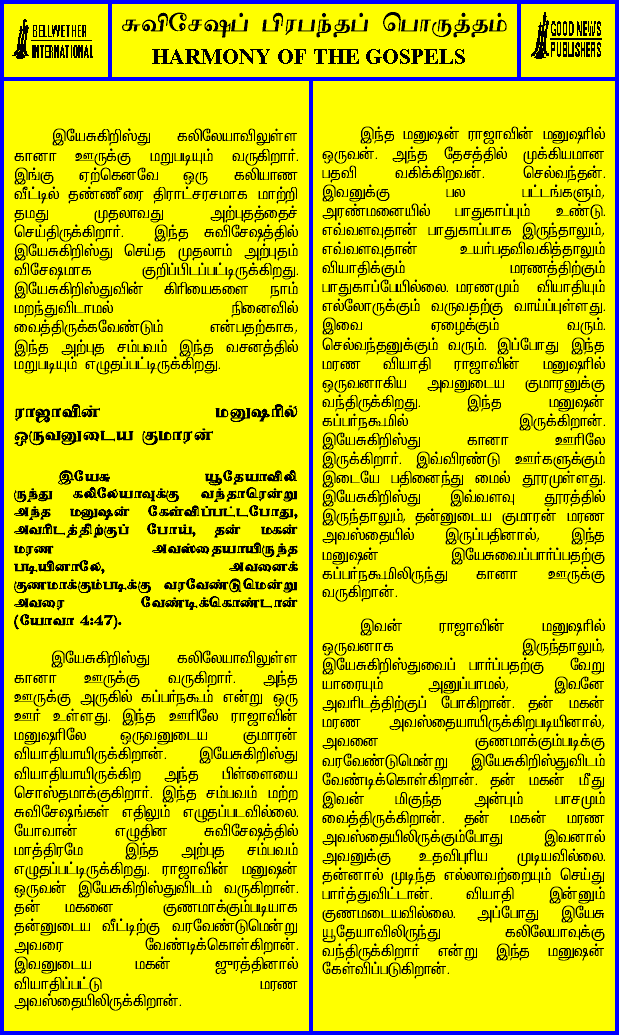 BELLWETHER
INTERNATIONAL
சுவிசேஷப் பிரபந்தப் பொருத்தம்
HARMONY OF THE GOSPELS
GOOD NEWS
PUBLISHERS
இயேசுகிறிஸ்து கலிலேயாவிலுள்ள
கானா ஊருக்கு மறுபடியும் வருகிறார்.
இங்கு ஏற்கெனவே ஒரு கலியாண
வீட்டில் தண்ணீரை திராட்சரசமாக மாற்றி
தமது முதலாவது அற்புதத்தைச்
செய்திருக்கிறார். இந்த சுவிசேஷத்தில்
இயேசுகிறிஸ்து செய்த முதலாம் அற்புதம்
விசேஷமாக குறிப்பிடப்பட்டிருக்கிறது.
இயேசுகிறிஸ்துவின் கிரியைகளை நாம்
மறந்துவிடாமல் நினைவில்
வைத்திருக்கவேண்டும் என்பதற்காக,
இந்த அற்புத சம்பவம் இந்த வசனத்தில்
மறுபடியும் எழுதப்பட்டிருக்கிறது.
ராஜாவின் மனுஷரில்
ஒருவனுடைய குமாரன்
இயேசு யூதேயாவிலி
ருந்து கலிலேயாவுக்கு வந்தாரென்று
அந்த மனுஷன் கேள்விப்பட்டபோது,
அவரிடத்திற்குப் போய், தன் மகன்
மரண அவஸ்தையாயிருந்த
படியினாலே, அவனைக்
குணமாக்கும்படிக்கு வரவேண்டுமென்று
அவரை வேண்டிக்கொண்டான்
(யோவா 4:47).
இயேசுகிறிஸ்து கலிலேயாவிலுள்ள
கானா ஊருக்கு வருகிறார். அந்த
ஊருக்கு அருகில் கப்பர்நகூம் என்று ஒரு
ஊர் உள்ளது. இந்த ஊரிலே ராஜாவின்
மனுஷரிலே ஒருவனுடைய குமாரன்
வியாதியாயிருக்கிறான். இயேசுகிறிஸ்து
வியாதியாயிருக்கிற அந்த பிள்ளையை
சொஸ்தமாக்குகிறார். இந்த சம்பவம் மற்ற
சுவிசேஷங்கள் எதிலும் எழுதப்படவில்லை.
யோவான் எழுதின சுவிசேஷத்தில்
மாத்திரமே இந்த அற்புத சம்பவம்
எழுதப்பட்டிருக்கிறது. ராஜாவின் மனுஷன்
ஒருவன் இயேசுகிறிஸ்துவிடம் வருகிறான்.
தன் மகனை குணமாக்கும்படியாக
தன்னுடைய வீட்டிற்கு வரவேண்டுமென்று
அவரை வேண்டிக்கொள்கிறான்.
இவனுடைய மகன் ஜுரத்தினால்
வியாதிப்பட்டு மரண
அவஸ்தையிலிருக்கிறான்.
இந்த மனுஷன் ராஜாவின் மனுஷரில்
ஒருவன். அந்த தேசத்தில் முக்கியமான
பதவி வகிக்கிறவன். செல்வந்தன்.
இவனுக்கு பல பட்டங்களும்,
அரண்மனையில் பாதுகாப்பும் உண்டு.
எவ்வளவுதான் பாதுகாப்பாக இருந்தாலும்,
எவ்வளவுதான் உயர்பதவிவகித்தாலும்
வியாதிக்கும் மரணத்திற்கும்
பாதுகாப்பேயில்லை. மரணமும் வியாதியும்
எல்லோருக்கும் வருவதற்கு வாய்ப்புள்ளது.
இவை ஏழைக்கும் வரும்.
செல்வந்தனுக்கும் வரும். இப்போது இந்த
மரண வியாதி ராஜாவின் மனுஷரில்
ஒருவனாகிய அவனுடைய குமாரனுக்கு
வந்திருக்கிறது. இந்த மனுஷன்
கப்பர்நகூமில் இருக்கிறான்.
இயேசுகிறிஸ்து கானா ஊரிலே
இருக்கிறார். இவ்விரண்டு ஊர்களுக்கும்
இடையே பதினைந்து மைல் தூரமுள்ளது.
இயேசுகிறிஸ்து இவ்வளவு தூரத்தில்
இருந்தாலும், தன்னுடைய குமாரன் மரண
அவஸ்தையில் இருப்பதினால், இந்த
மனுஷன் இயேசுவைப்பார்ப்பதற்கு
கப்பர்நகூமிலிருந்து கானா ஊருக்கு
வருகிறான்.
இவன் ராஜாவின் மனுஷரில்
ஒருவனாக இருந்தாலும்,
இயேசுகிறிஸ்துவைப் பார்ப்பதற்கு வேறு
யாரையும் அனுப்பாமல், இவனே
அவரிடத்திற்குப் போகிறான். தன் மகன்
மரண அவஸ்தையாயிருக்கிறபடியினால்,
அவனை குணமாக்கும்படிக்கு
வரவேண்டுமென்று இயேசுகிறிஸ்துவிடம்
வேண்டிக்கொள்கிறான். தன் மகன் மீது
இவன் மிகுந்த அன்பும் பாசமும்
வைத்திருக்கிறான். தன் மகன் மரண
அவஸ்தையிலிருக்கும்போது இவனால்
அவனுக்கு உதவிபுரிய முடியவில்லை.
தன்னால் முடிந்த எல்லாவற்றையும் செய்து
பார்த்துவிட்டான். வியாதி இன்னும்
குணமடையவில்லை. அப்போது இயேசு
யூதேயாவிலிருந்து கலிலேயாவுக்கு
வந்திருக்கிறார் என்று இந்த மனுஷன்
கேள்விப்படுகிறான்.